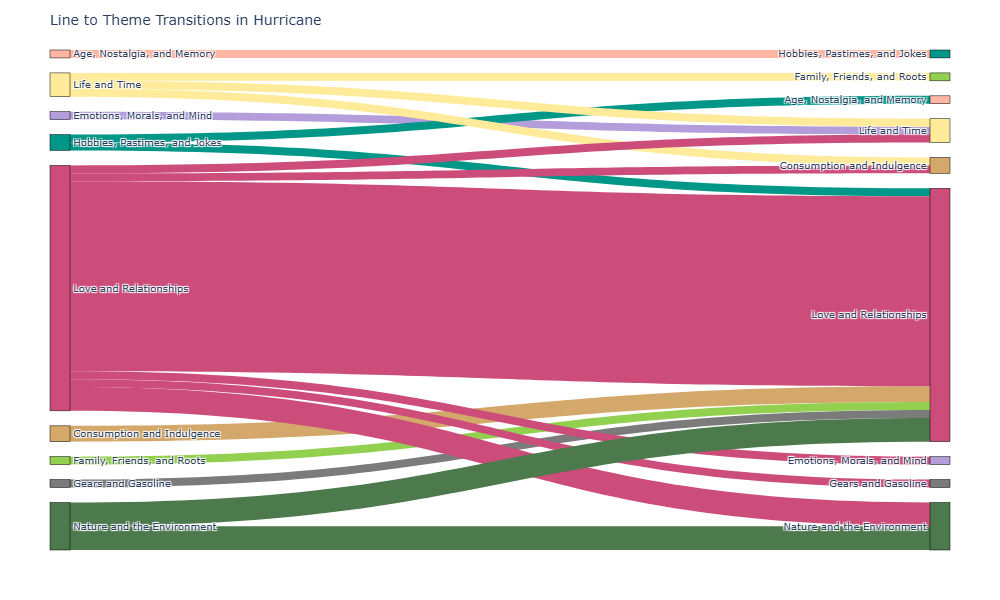 Line to Theme Transitions in Hurricane
Age, Nostalgia, and Memory
Hobbies, Pastimes, and Jokes
Life and Time
Family, Friends, and Roots
Age, Nostalgia, and Memory
Emotions, Morals, and Mind
Life and Time
Hobbies, Pastimes, and Jokes
Consumption and Indulgence
Love and Relationships
Love and Relationships
Consumption and Indulgence
Family, Friends, and Roots
Emotions, Morals, and Mind
Gears and Gasoline
Gears and Gasoline
Nature and the Environment
Nature and the Environment